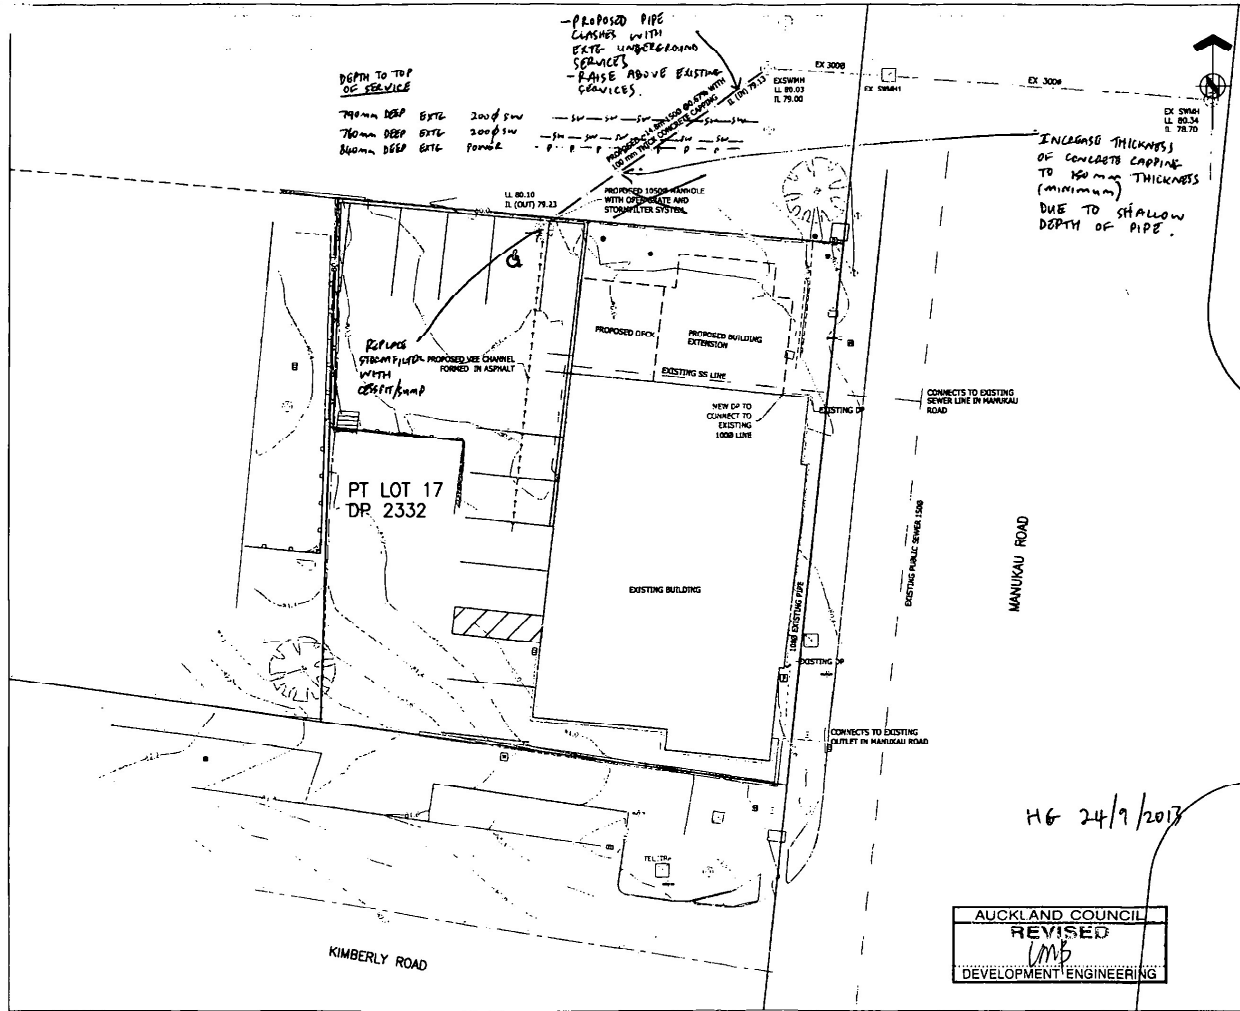 - PROPOSED PIPE
CLASHES WITH
EXTG UNDERGROUND
SERVICES
- RAISE ABOVE EXISTING
SERVICES.
DEPTH TO TOP
OF SERVICE
790mm DEEP EXTG 200φ SW
760mm DEEP EXTG 200φ SW
840mm DEEP EXTG POWER
100 mm THICK CONCRETE CAPPING
IL (IN) 79.13
EXSWMH
LL 80.03
IL 79.00
EX 300Ø
EX SWMH
EX 300Ø
EX SWMH
LL 80.34
IL 78.70
INCREASE THICKNESS
OF CONCRETE CAPPING
TO 150mm THICKNESS
(MINIMUM)
DUE TO SHALLOW
DEPTH OF PIPE.
LL 80.10
IL (OUT) 79.23
PROPOSED 1050Ø MANHOLE
WITH OPEN GRATE AND
STORMFILTER SYSTEM
REPLACE
STORMFILTER
WITH
CESSPIT/SUMP
PROPOSED VEE CHANNEL
FORMED IN ASPHALT
PROPOSED DECK
PROPOSED BUILDING
EXTENSION
EXISTING SS LINE
NEW DP TO
CONNECT TO
EXISTING
100Ø LINE
EXISTING DP
CONNECTS TO EXISTING
SEWER LINE IN MANUKAU
ROAD
PT LOT 17
DP 2332
EXISTING BUILDING
EXISTING PUBLIC SEWER 150Ø
MANUKAU ROAD
100Ø EXISTING PIPE
EXISTING DP
CONNECTS TO EXISTING
OUTLET IN MANUKAU ROAD
HG 24/9/2013
KIMBERLY ROAD
AUCKLAND COUNCIL
REVISED
DEVELOPMENT ENGINEERING